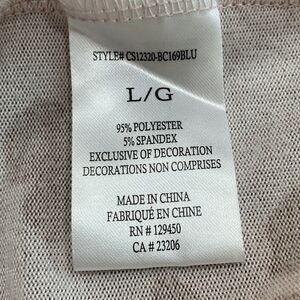 STYLE# CS12320-BC169BLU
L/G
95% POLYESTER
5% SPANDEX
EXCLUSIVE OF DECORATION
DECORATIONS NON COMPRISES
MADE IN CHINA
FABRIQUÉ EN CHINE
RN # 129450
CA # 23206